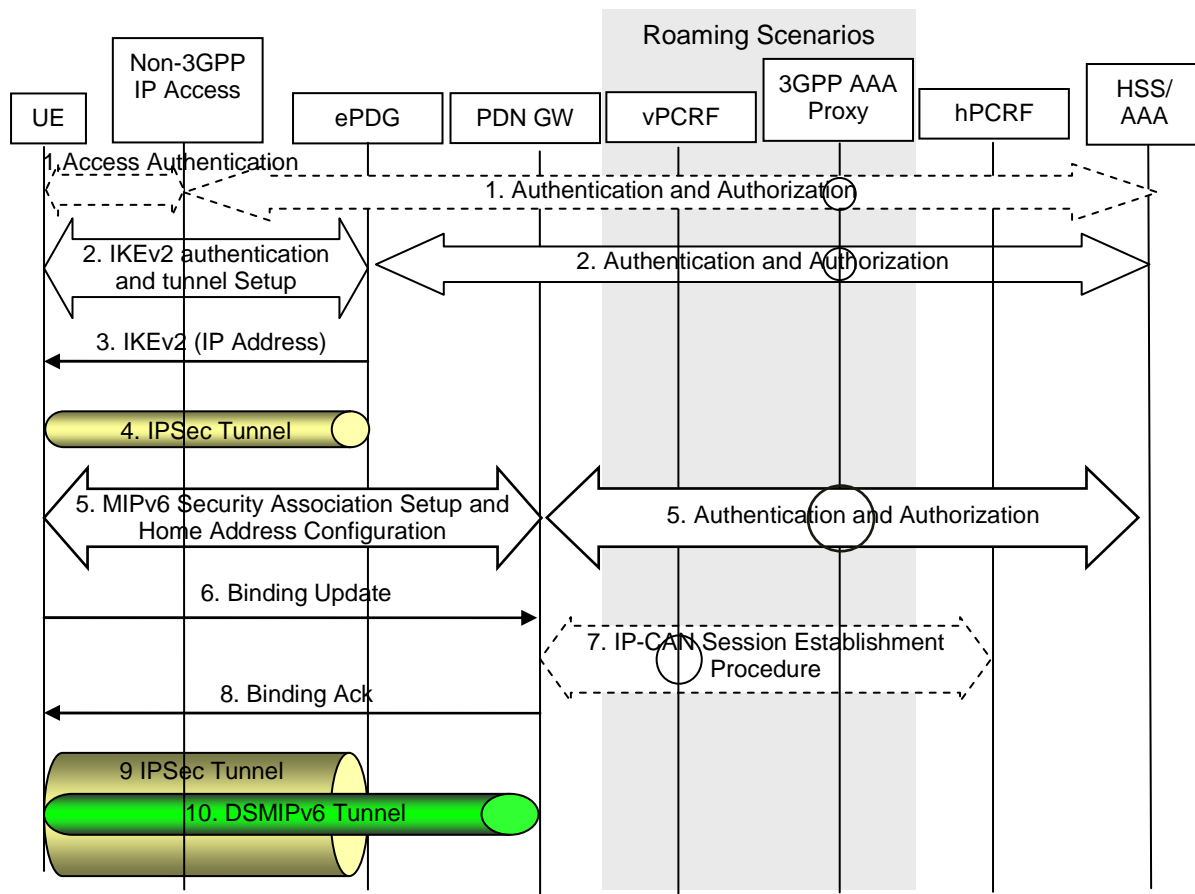 Roaming Scenarios
Non-3GPP
IP Access
UE
ePDG
PDN GW
vPCRF
3GPP AAA
Proxy
hPCRF
HSS/
AAA
1.Access Authentication
1. Authentication and Authorization
2. IKEv2 authentication
and tunnel Setup
2. Authentication and Authorization
3. IKEv2 (IP Address)
4. IPSec Tunnel
5. MIPv6 Security Association Setup and
Home Address Configuration
5. Authentication and Authorization
6. Binding Update
7. IP-CAN Session Establishment
Procedure
8. Binding Ack
9 IPSec Tunnel
10. DSMIPv6 Tunnel